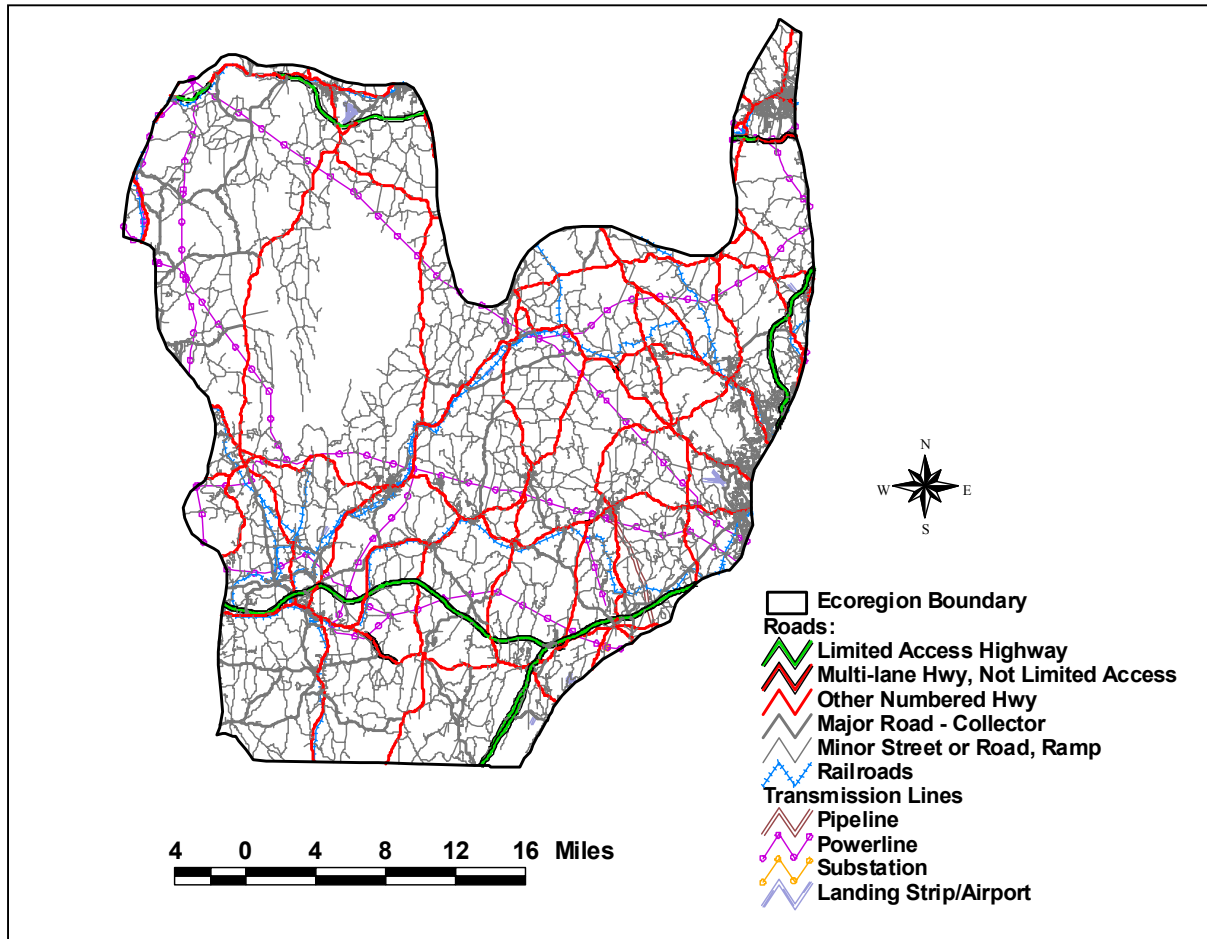 N
W E
S
Ecoregion Boundary
Roads:
Limited Access Highway
Multi-lane Hwy, Not Limited Access
Other Numbered Hwy
Major Road - Collector
Minor Street or Road, Ramp
Railroads
Transmission Lines
Pipeline
Powerline
Substation
Landing Strip/Airport
4 0 4 8 12 16 Miles